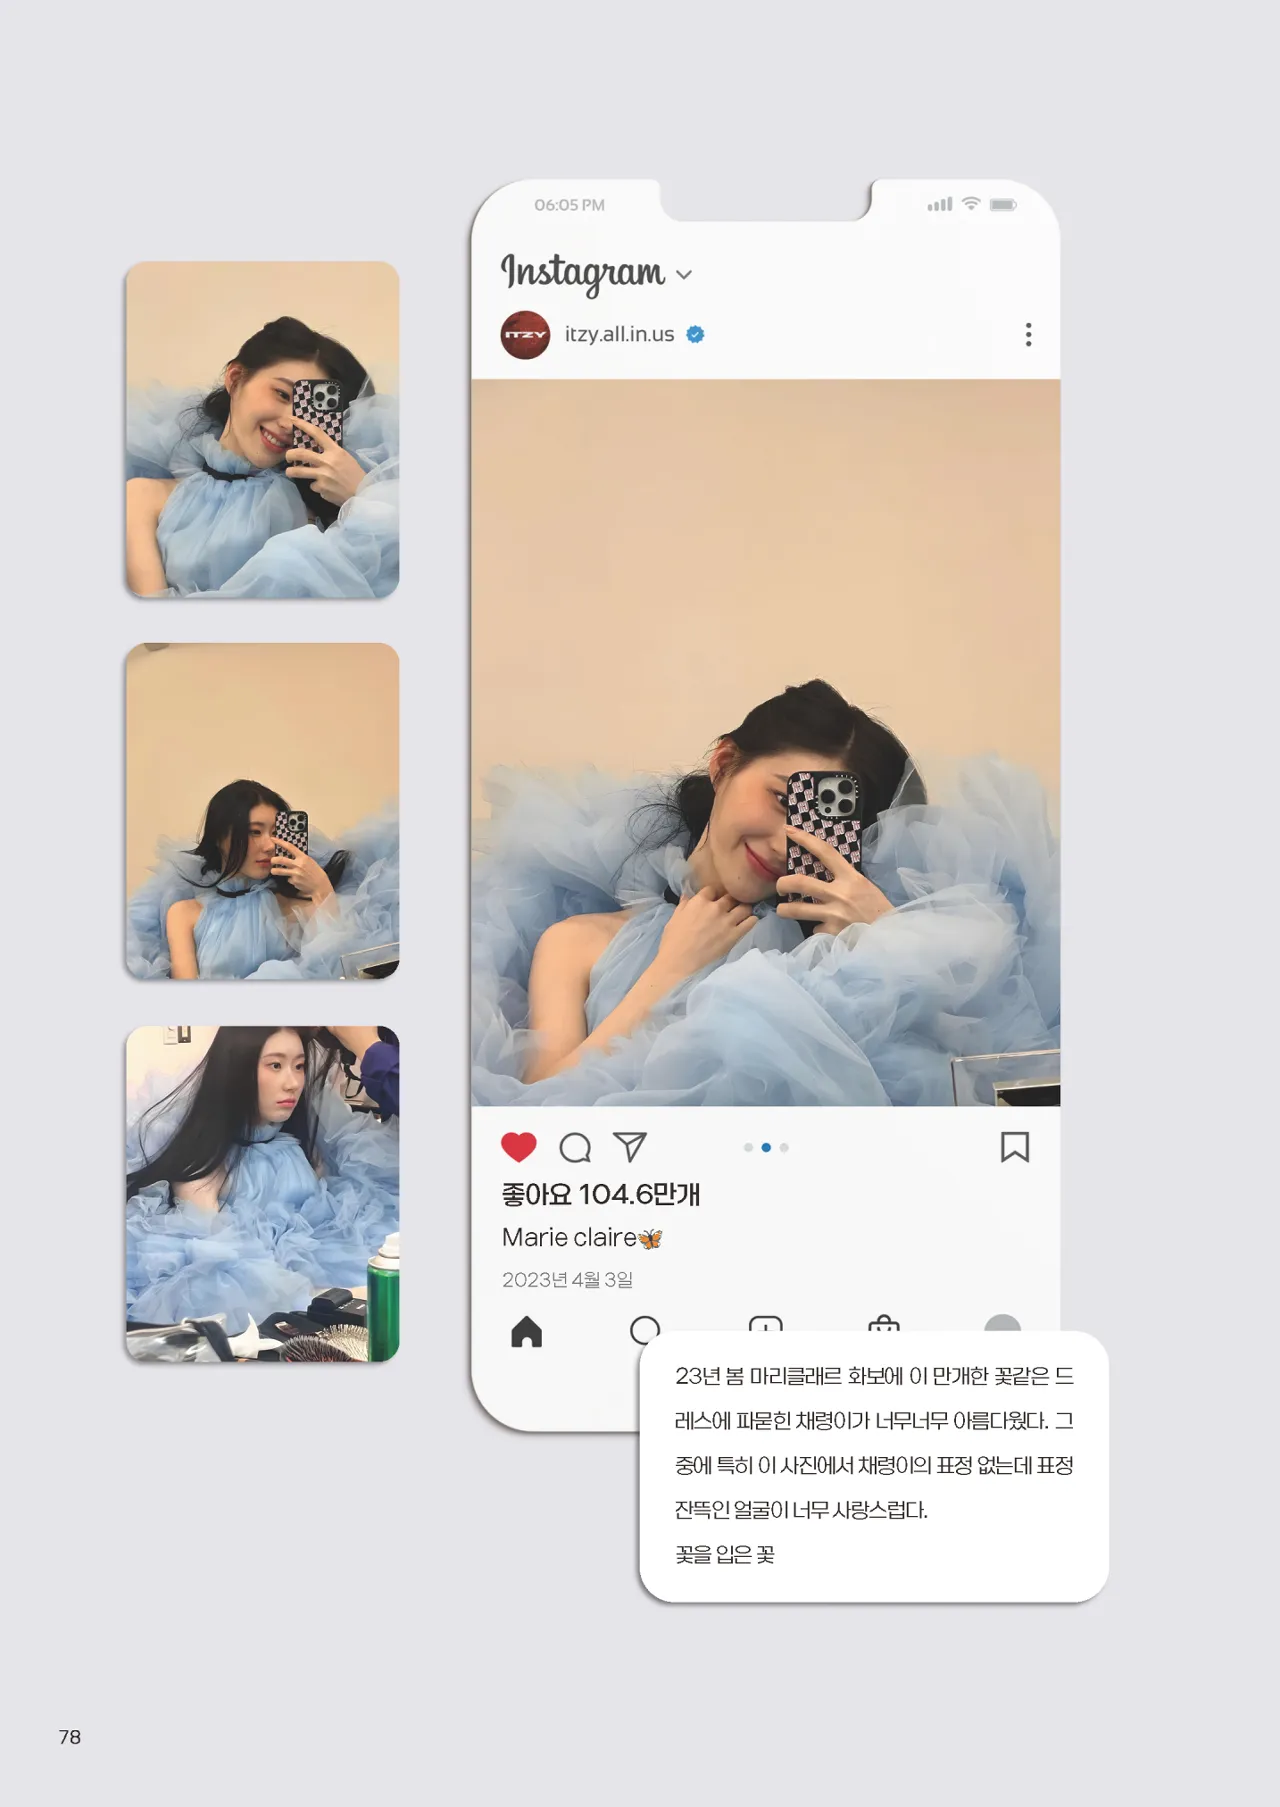 06:05 PM
Instagram
ITZY
itzy.all.in.us
좋아요 104.6만개
Marie claire🦋
2023년 4월 3일
23년 봄 마리클래르 화보에 이 만개한 꽃같은 드
레스에 파묻힌 채령이가 너무너무 아름다웠다. 그
중에 특히 이 사진에서 채령이의 표정 없는데 표정
잔뜩인 얼굴이 너무 사랑스럽다.
꽃을 입은 꽃
78